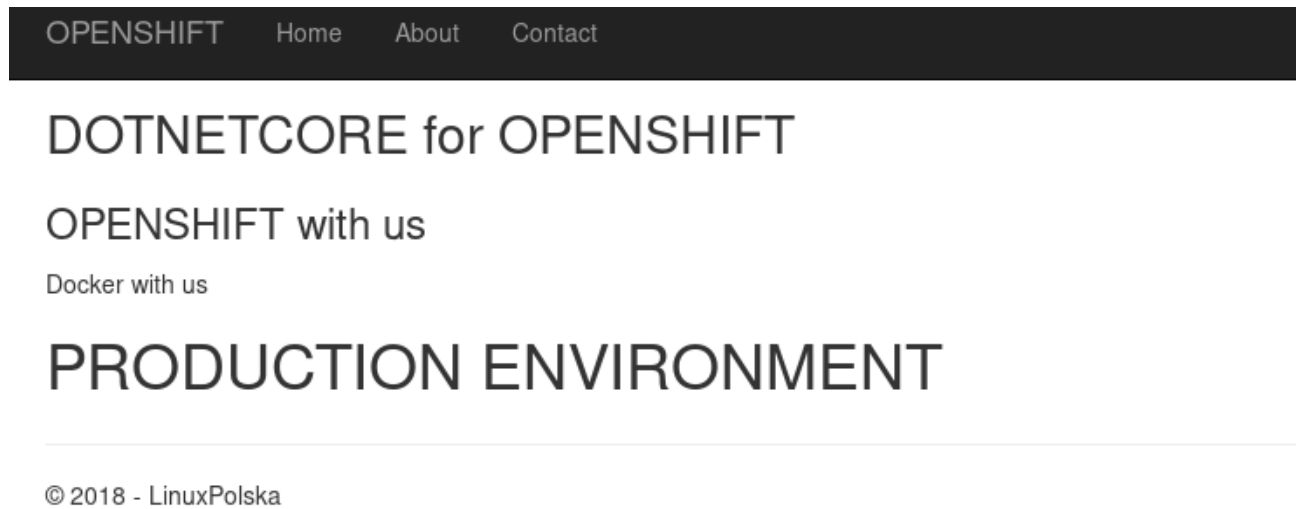 OPENSHIFT Home About Contact
DOTNETCORE for OPENSHIFT
OPENSHIFT with us
Docker with us
PRODUCTION ENVIRONMENT
© 2018 - LinuxPolska